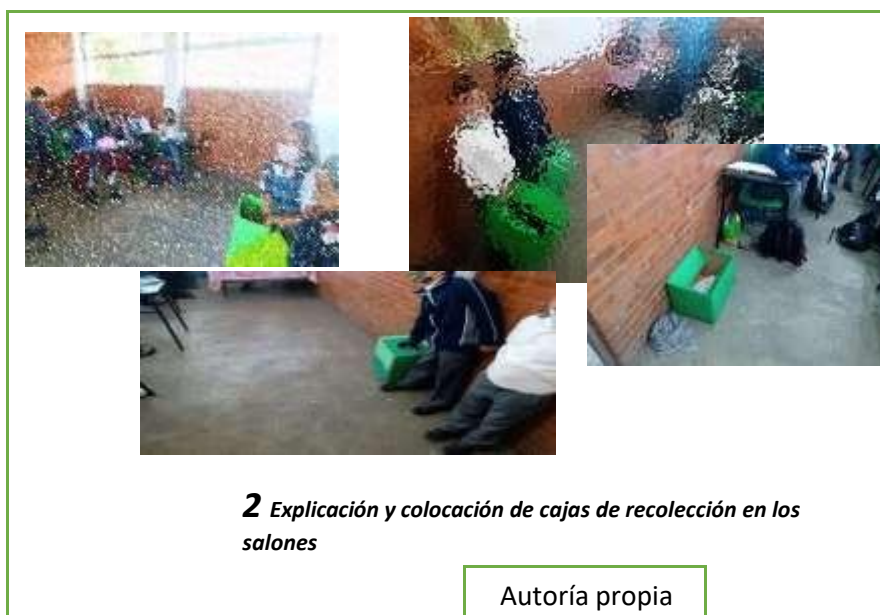 2 Explicación y colocación de cajas de recolección en los
salones
Autoría propia